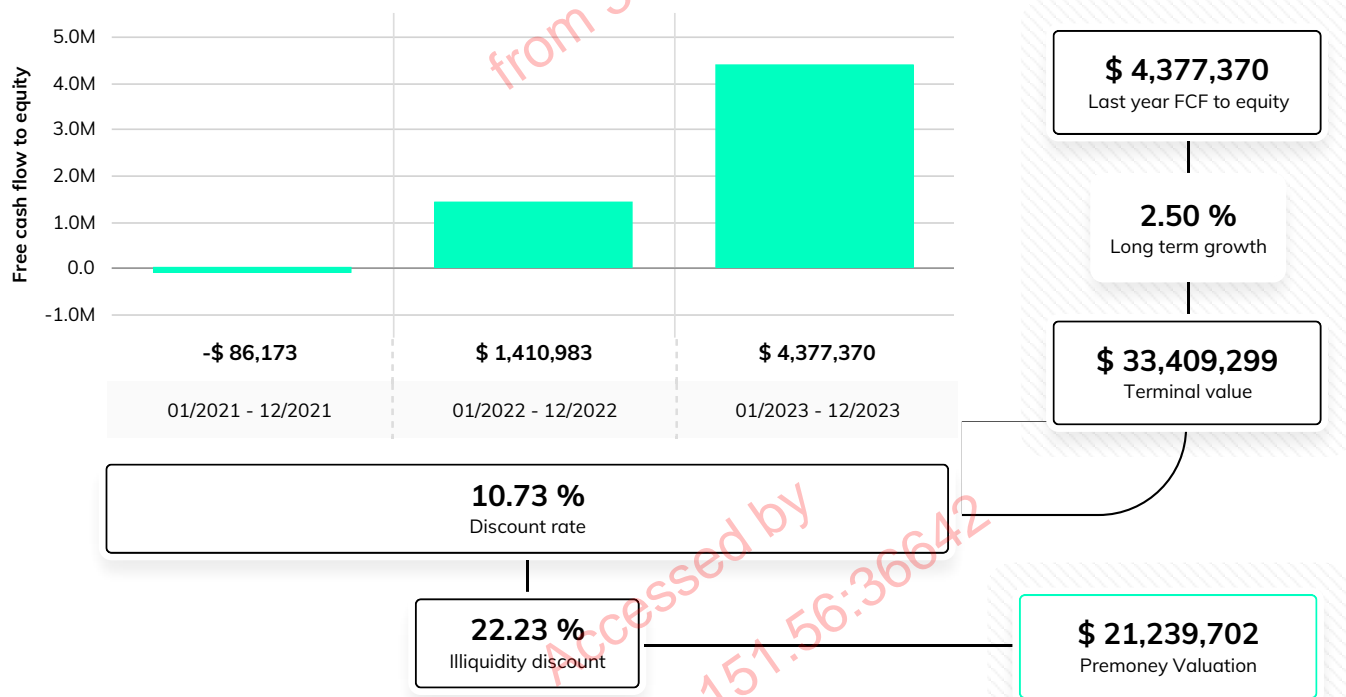 Free cash flow to equity
5.0M
4.0M
3.0M
2.0M
1.0M
0.0
-1.0M
-$ 86,173
$ 1,410,983
$ 4,377,370
01/2021 - 12/2021
01/2022 - 12/2022
01/2023 - 12/2023
$ 4,377,370
Last year FCF to equity
2.50 %
Long term growth
$ 33,409,299
Terminal value
10.73 %
Discount rate
22.23 %
Illiquidity discount
$ 21,239,702
Premoney Valuation
from
Accessed by
151.56:36642